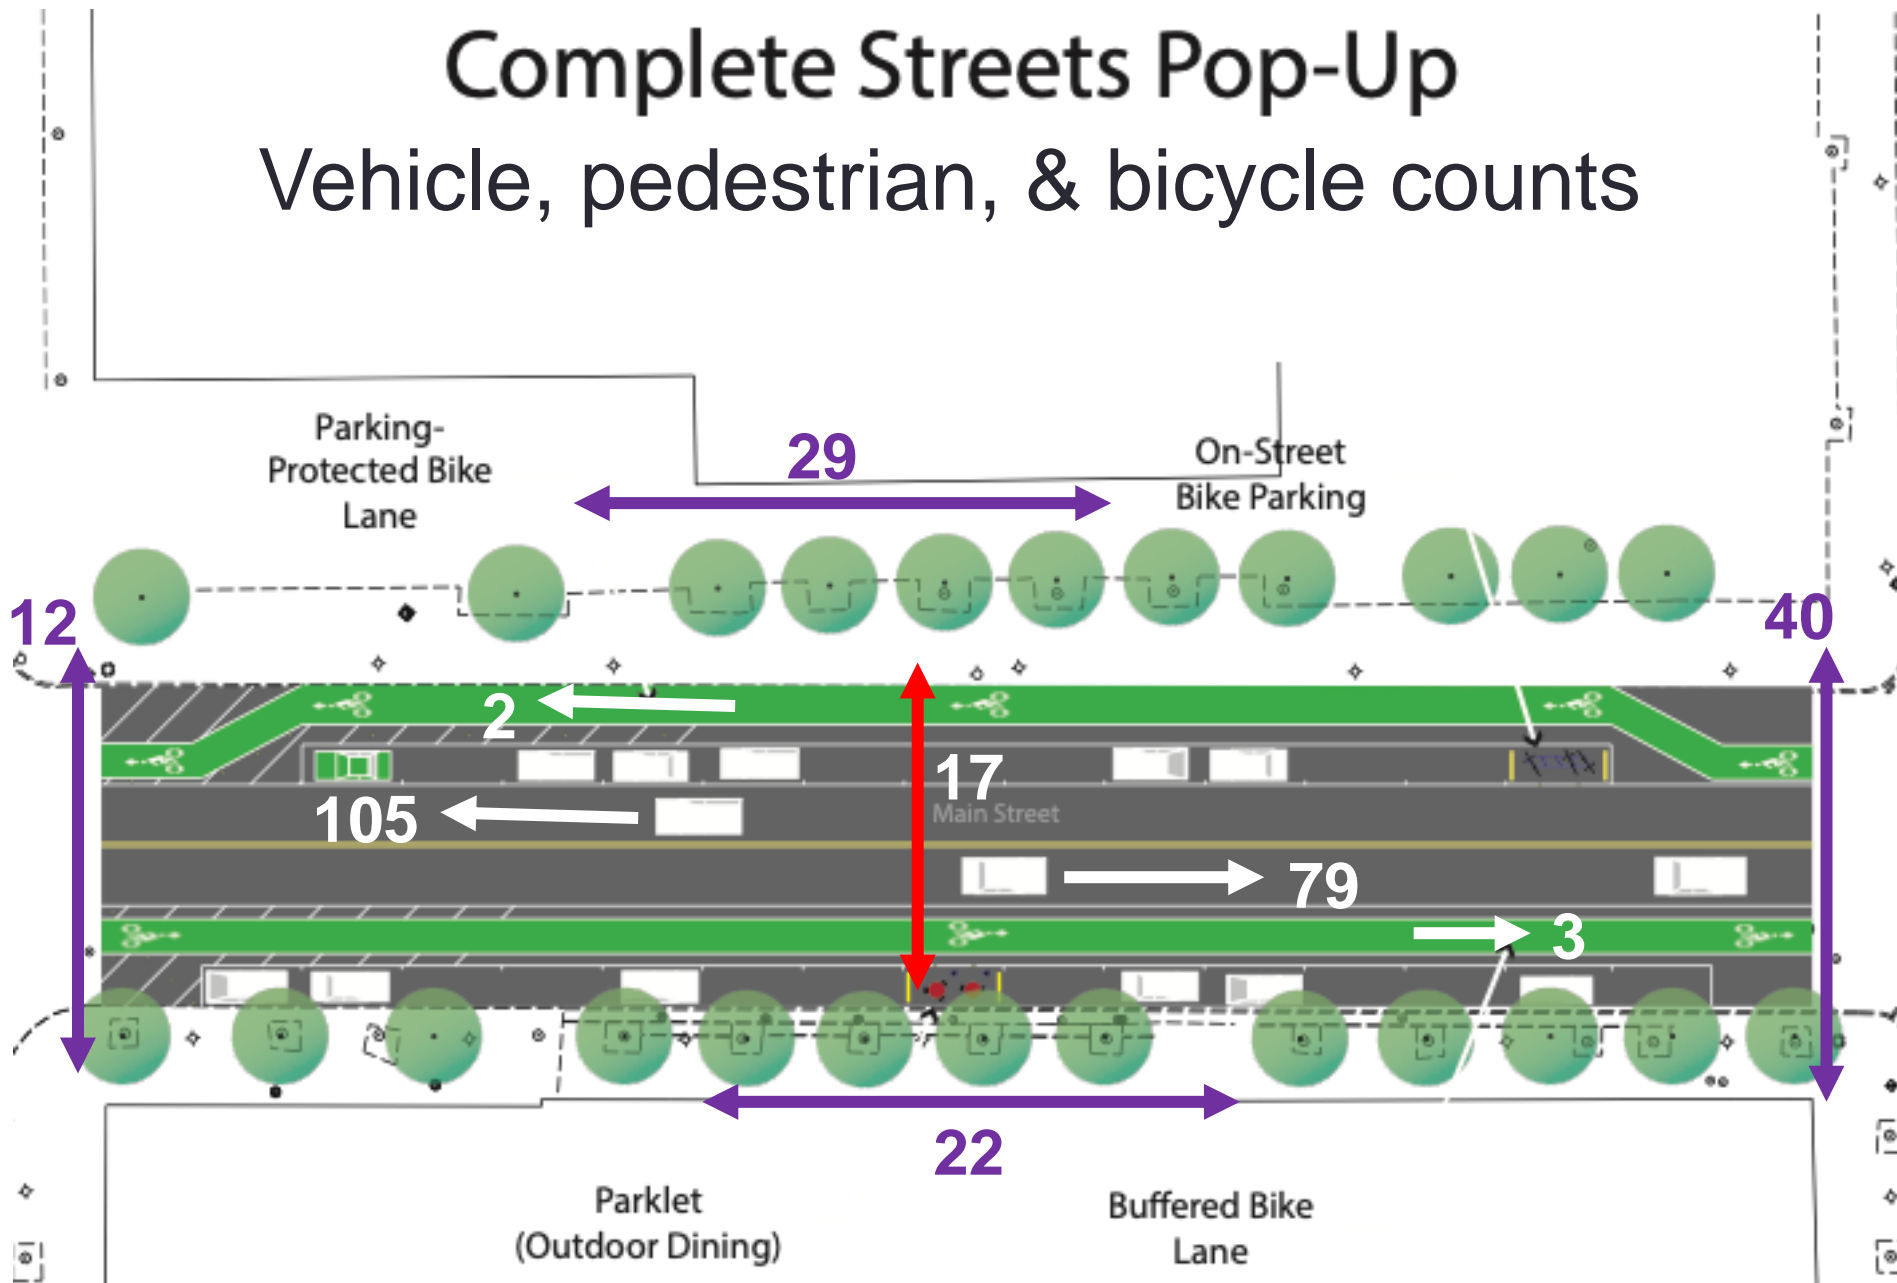 Complete Streets Pop-Up
Vehicle, pedestrian, & bicycle counts
Parking-
Protected Bike
Lane
29
On-Street
Bike Parking
12
40
2
17
105
Main Street
79
3
22
Parklet
(Outdoor Dining)
Buffered Bike
Lane